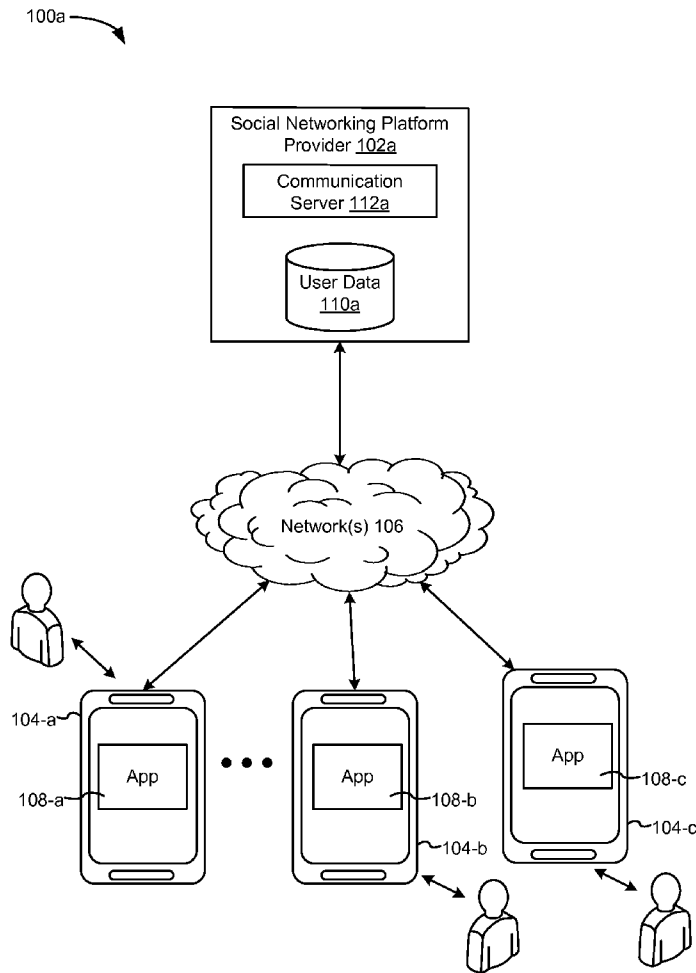 100a
Social Networking Platform
Provider 102a
Communication
Server 112a
User Data
110a
Network(s) 106
104-a
App
108-a
App
108-b
104-b
App
108-c
104-c